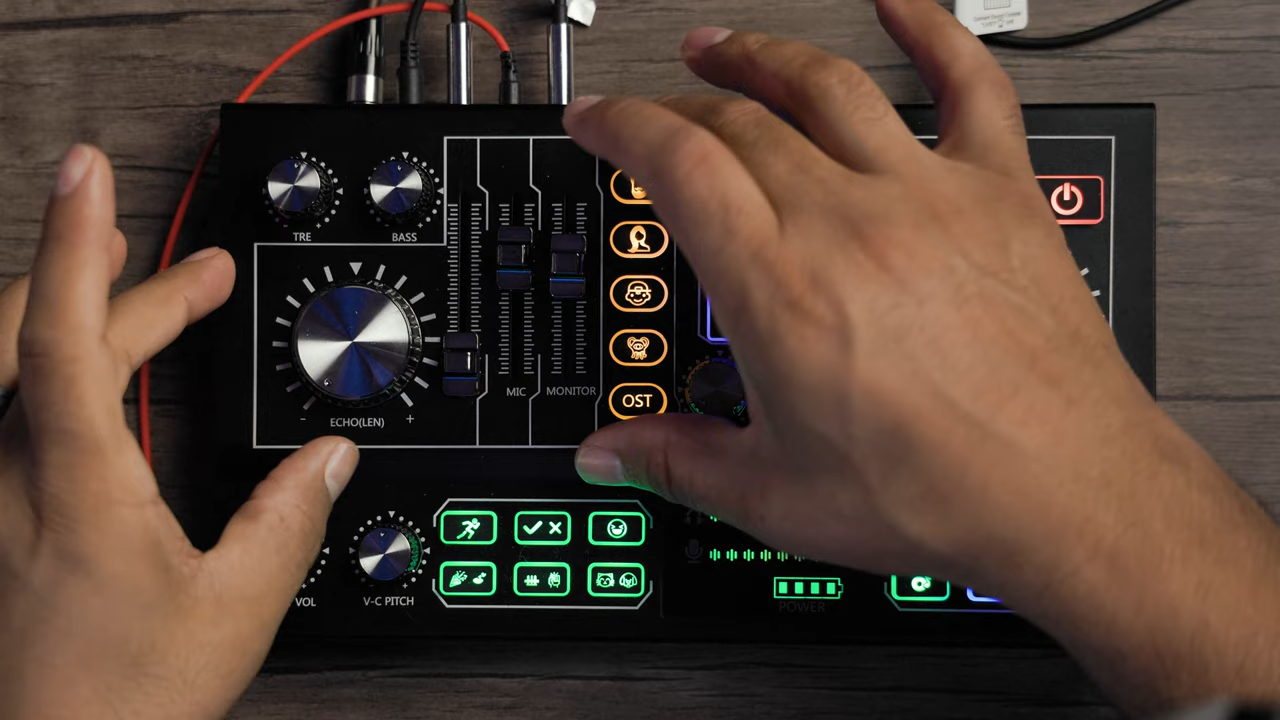 TRE
BASS
ECHO(LEN)
MIC
MONITOR
OST
VOL
V-C PITCH
POWER